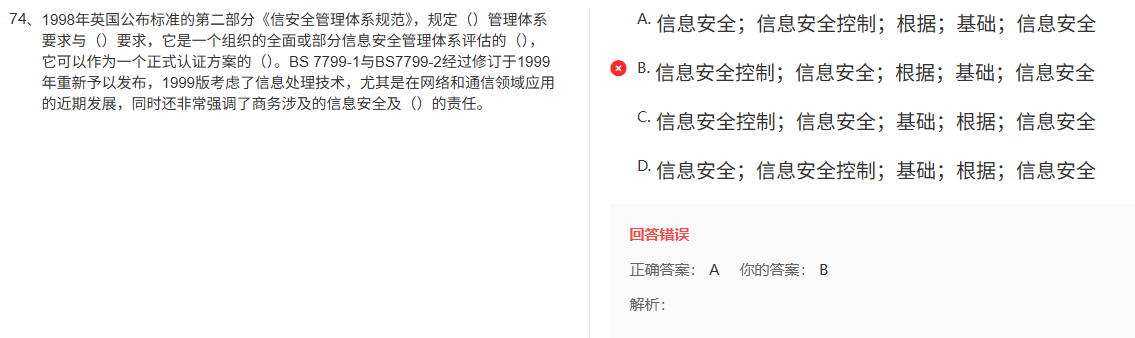 74、1998年英国公布标准的第二部分《信安全管理体系规范》，规定（）管理体系
要求与（）要求，它是一个组织的全面或部分信息安全管理体系评估的（），
它可以作为一个正式认证方案的（）。BS 7799-1与BS7799-2经过修订于1999
年重新予以发布，1999版考虑了信息处理技术，尤其是在网络和通信领域应用
的近期发展，同时还非常强调了商务涉及的信息安全及（）的责任。
A. 信息安全；信息安全控制；根据；基础；信息安全
B. 信息安全控制；信息安全；根据；基础；信息安全
C. 信息安全控制；信息安全；基础；根据；信息安全
D. 信息安全；信息安全控制；基础；根据；信息安全
回答错误
正确答案： A 你的答案： B
解析：